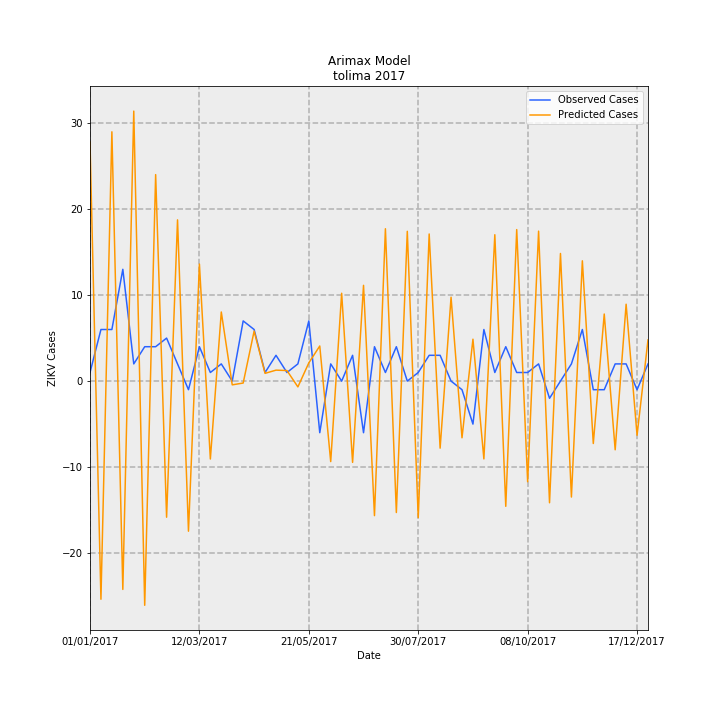 Arimax Model
tolima 2017
Observed Cases
Predicted Cases
ZIKV Cases
30
20
10
0
−10
−20
01/01/2017 12/03/2017 21/05/2017 30/07/2017 08/10/2017 17/12/2017
Date